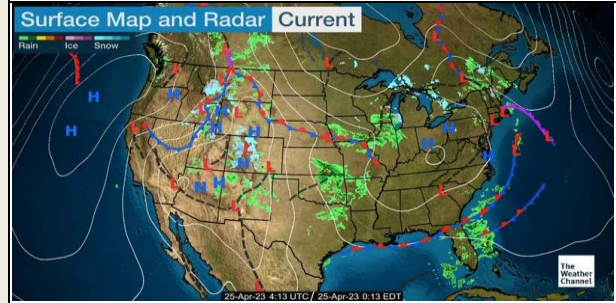 Surface Map and Radar Current
Rain Ice Snow
L
L
L
L
L
H
H
H
L
L
L
H
H
L
H
H
L
L
L
H
H
L
L
L
L
H
L
L
L
25-Apr-23 4:13 UTC / 25-Apr-23 0:13 EDT
The
Weather
Channel